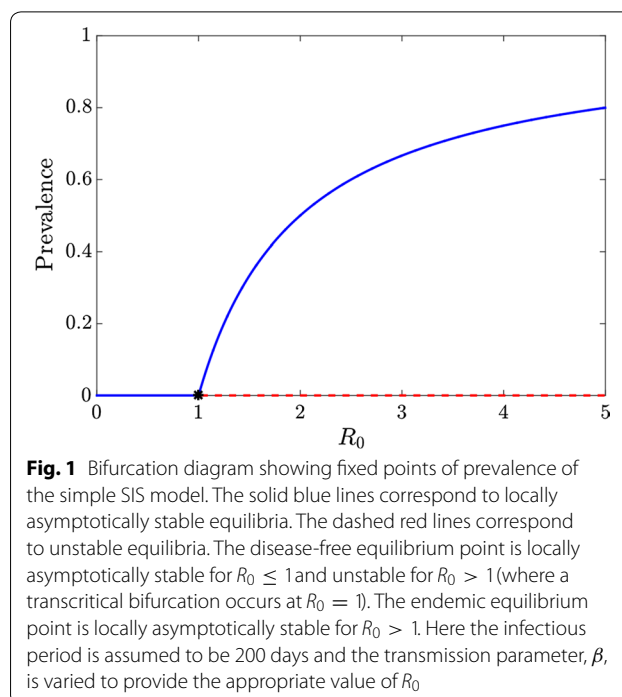 1
0.8
0.6
0.4
0.2
0
Prevalence
0 1 2 3 4 5
R₀
Fig. 1 Bifurcation diagram showing fixed points of prevalence of
the simple SIS model. The solid blue lines correspond to locally
asymptotically stable equilibria. The dashed red lines correspond
to unstable equilibria. The disease-free equilibrium point is locally
asymptotically stable for R₀ ≤ 1 and unstable for R₀ > 1 (where a
transcritical bifurcation occurs at R₀ = 1). The endemic equilibrium
point is locally asymptotically stable for R₀ > 1. Here the infectious
period is assumed to be 200 days and the transmission parameter, β,
is varied to provide the appropriate value of R₀